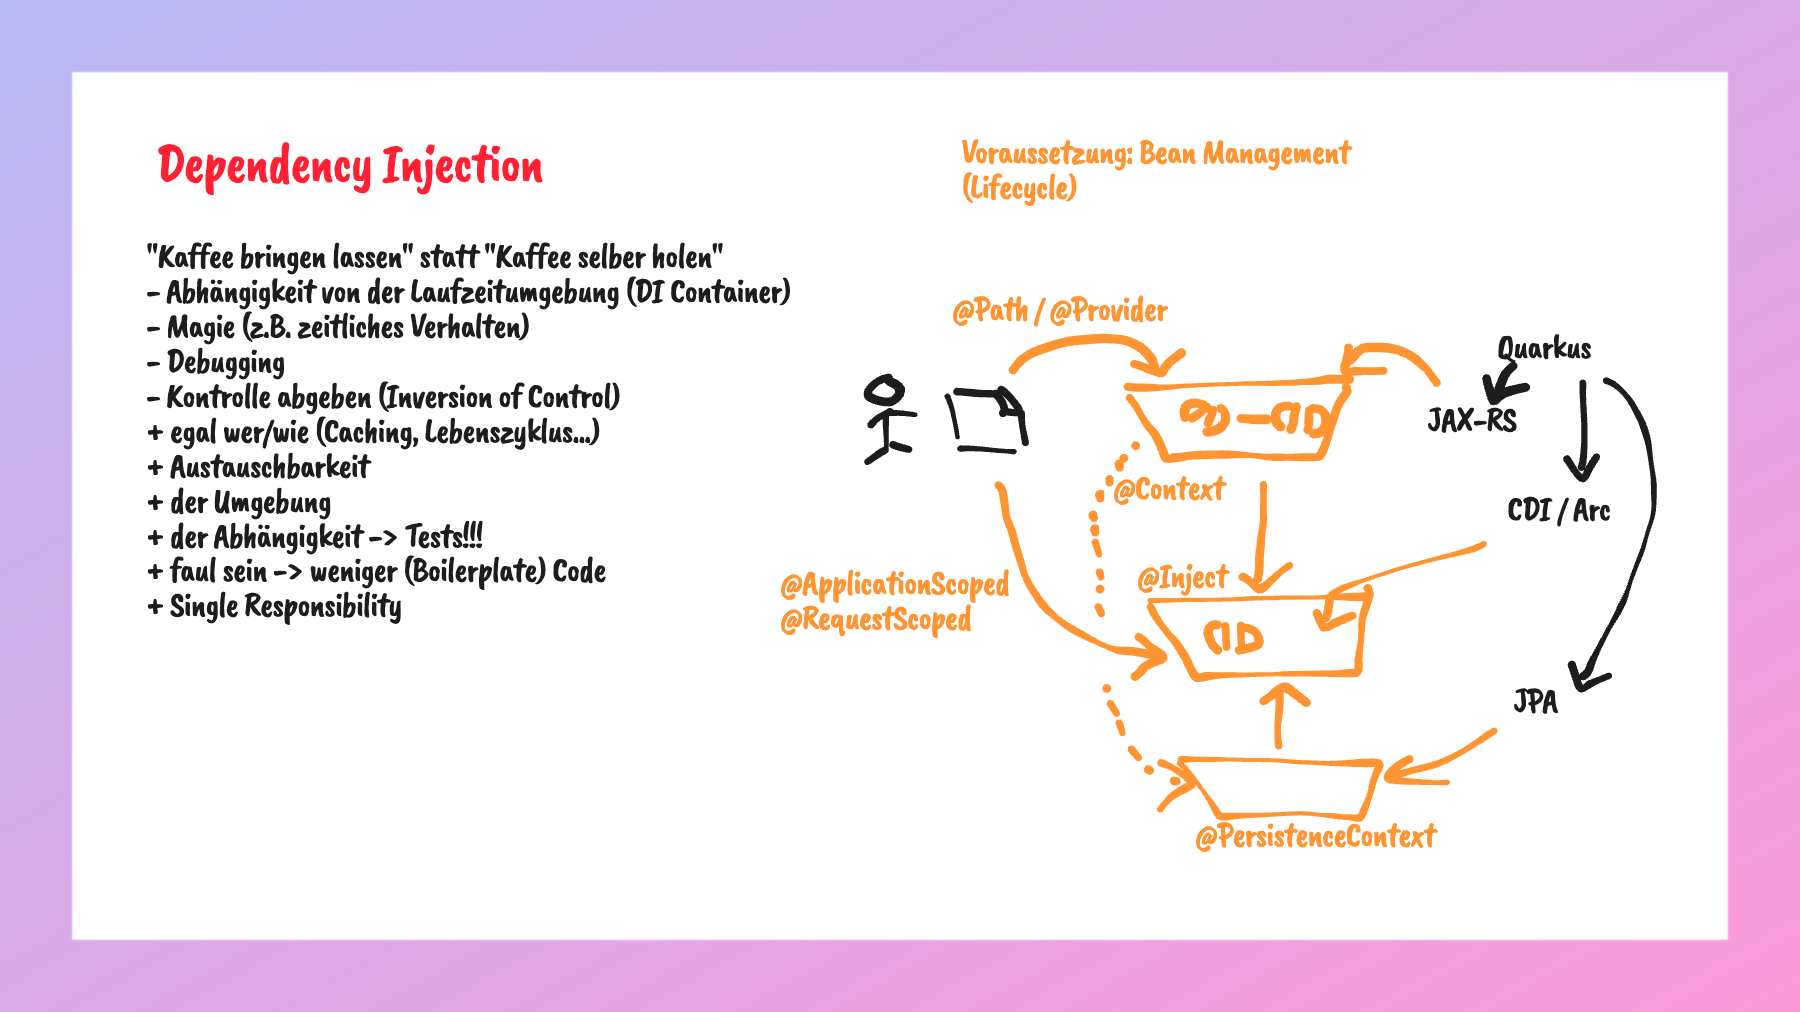 Dependency Injection
"Kaffee bringen lassen" statt "Kaffee selber holen"
- Abhängigkeit von der Laufzeitumgebung (DI Container)
- Magie (z.B. zeitliches Verhalten)
- Debugging
- Kontrolle abgeben (Inversion of Control)
+ egal wer/wie (Caching, Lebenszyklus...)
+ Austauschbarkeit
+ der Umgebung
+ der Abhängigkeit -> Tests!!!
+ faul sein -> weniger (Boilerplate) Code
+ Single Responsibility
Voraussetzung: Bean Management
(Lifecycle)
@Path / @Provider
Quarkus
JAX-RS
@Context
CDI / Arc
@Inject
@ApplicationScoped
@RequestScoped
JPA
@PersistenceContext